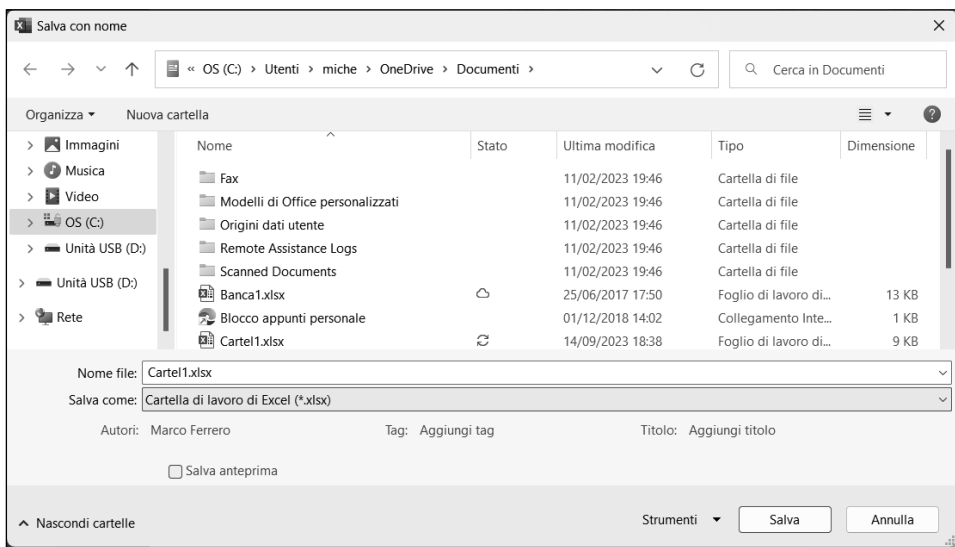 Salva con nome
« OS (C:) > Utenti > miche > OneDrive > Documenti >
Cerca in Documenti
Organizza
Nuova cartella
Immagini
Musica
Video
OS (C:)
Unità USB (D:)
Unità USB (D:)
Rete
Nome Stato Ultima modifica Tipo Dimensione
Fax 11/02/2023 19:46 Cartella di file
Modelli di Office personalizzati 11/02/2023 19:46 Cartella di file
Origini dati utente 11/02/2023 19:46 Cartella di file
Remote Assistance Logs 11/02/2023 19:46 Cartella di file
Scanned Documents 11/02/2023 19:46 Cartella di file
Banca1.xlsx 25/06/2017 17:50 Foglio di lavoro di... 13 KB
Blocco appunti personale 01/12/2018 14:02 Collegamento Inte... 1 KB
Cartel1.xlsx 14/09/2023 18:38 Foglio di lavoro di... 9 KB
Nome file: Cartel1.xlsx
Salva come: Cartella di lavoro di Excel (*.xlsx)
Autori: Marco Ferrero Tag: Aggiungi tag Titolo: Aggiungi titolo
Salva anteprima
Nascondi cartelle
Strumenti Salva Annulla